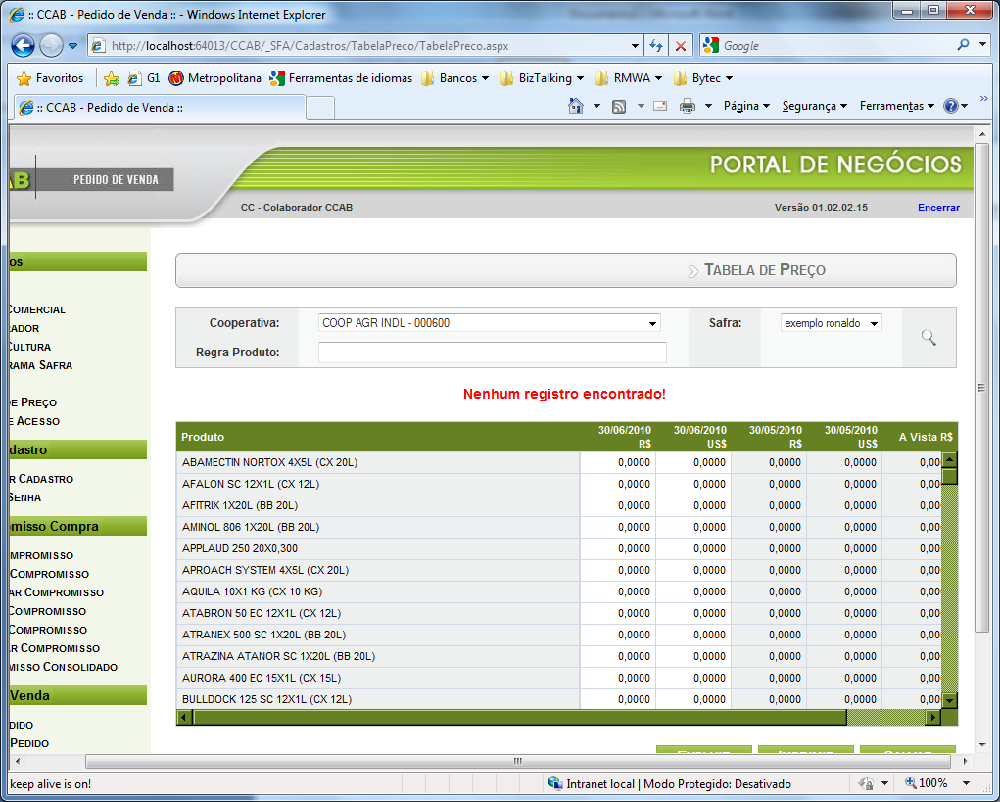 :: CCAB - Pedido de Venda :: - Windows Internet Explorer
http://localhost:64013/CCAB/_SFA/Cadastros/TabelaPreco/TabelaPreco.aspx
Google
Favoritos G1 Metropolitana Ferramentas de idiomas Bancos BizTalking RMWA Bytec
:: CCAB - Pedido de Venda ::
Página Segurança Ferramentas
AB PEDIDO DE VENDA
PORTAL DE NEGÓCIOS
CC - Colaborador CCAB Versão 01.02.02.15 Encerrar
os
COMERCIAL
ADOR
CULTURA
RAMA SAFRA
DE PREÇO
E ACESSO
dastro
R CADASTRO
SENHA
misso Compra
MPROMISSO
COMPROMISSO
AR COMPROMISSO
COMPROMISSO
COMPROMISSO
AR COMPROMISSO
MISSO CONSOLIDADO
Venda
DIDO
PEDIDO
TABELA DE PREÇO
Cooperativa: COOP AGR INDL - 000600 Safra: exemplo ronaldo
Regra Produto:
Nenhum registro encontrado!
Produto 30/06/2010 R$ 30/06/2010 US$ 30/05/2010 R$ 30/05/2010 US$ A Vista R$
ABAMECTIN NORTOX 4X5L (CX 20L) 0,0000 0,0000 0,0000 0,0000 0,00
AFALON SC 12X1L (CX 12L) 0,0000 0,0000 0,0000 0,0000 0,00
AFITRIX 1X20L (BB 20L) 0,0000 0,0000 0,0000 0,0000 0,00
AMINOL 806 1X20L (BB 20L) 0,0000 0,0000 0,0000 0,0000 0,00
APPLAUD 250 20X0,300 0,0000 0,0000 0,0000 0,0000 0,00
APROACH SYSTEM 4X5L (CX 20L) 0,0000 0,0000 0,0000 0,0000 0,00
AQUILA 10X1 KG (CX 10 KG) 0,0000 0,0000 0,0000 0,0000 0,00
ATABRON 50 EC 12X1L (CX 12L) 0,0000 0,0000 0,0000 0,0000 0,00
ATRANEX 500 SC 1X20L (BB 20L) 0,0000 0,0000 0,0000 0,0000 0,00
ATRAZINA ATANOR SC 1X20L (BB 20L) 0,0000 0,0000 0,0000 0,0000 0,00
AURORA 400 EC 15X1L (CX 15L) 0,0000 0,0000 0,0000 0,0000 0,00
BULLDOCK 125 SC 12X1L (CX 12L) 0,0000 0,0000 0,0000 0,0000 0,00
keep alive is on! Intranet local | Modo Protegido: Desativado 100%